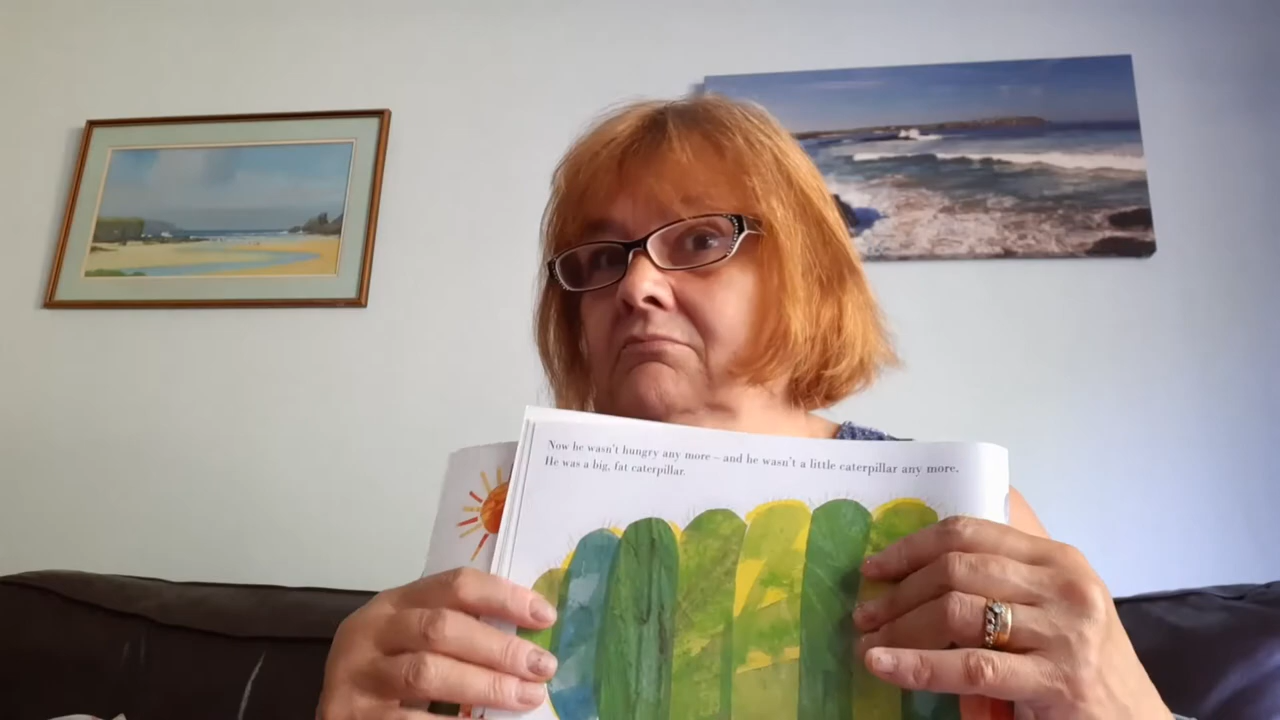 Now he wasn't hungry any more – and he wasn't a little caterpillar any more.
He was a big, fat caterpillar.